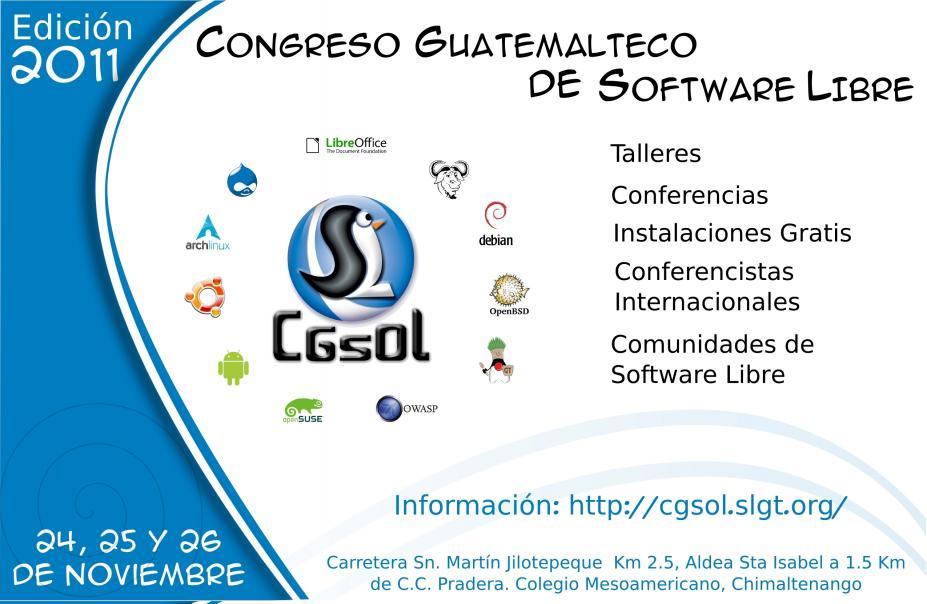 Edición
2011
Congreso Guatemalteco
de Software Libre
LibreOffice
The Document Foundation
archlinux
debian
OpenBSD
GT
openSUSE
OWASP
CGSOL
Talleres
Conferencias
Instalaciones Gratis
Conferencistas
Internacionales
Comunidades de
Software Libre
Información: http://cgsol.slgt.org/
24, 25 y 26
de Noviembre
Carretera Sn. Martín Jilotepeque Km 2.5, Aldea Sta Isabel a 1.5 Km
de C.C. Pradera. Colegio Mesoamericano, Chimaltenango